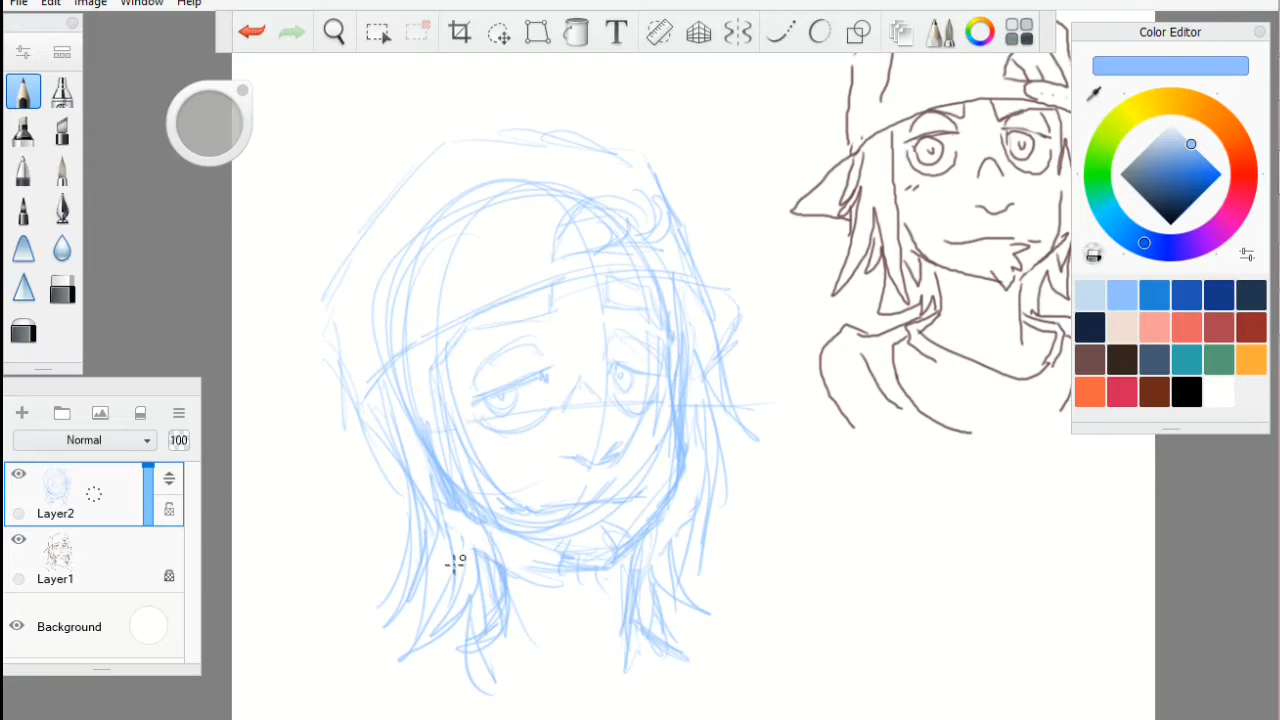 File Edit Image Window Help
Color Editor
Normal 100
Layer2
Layer1
Background